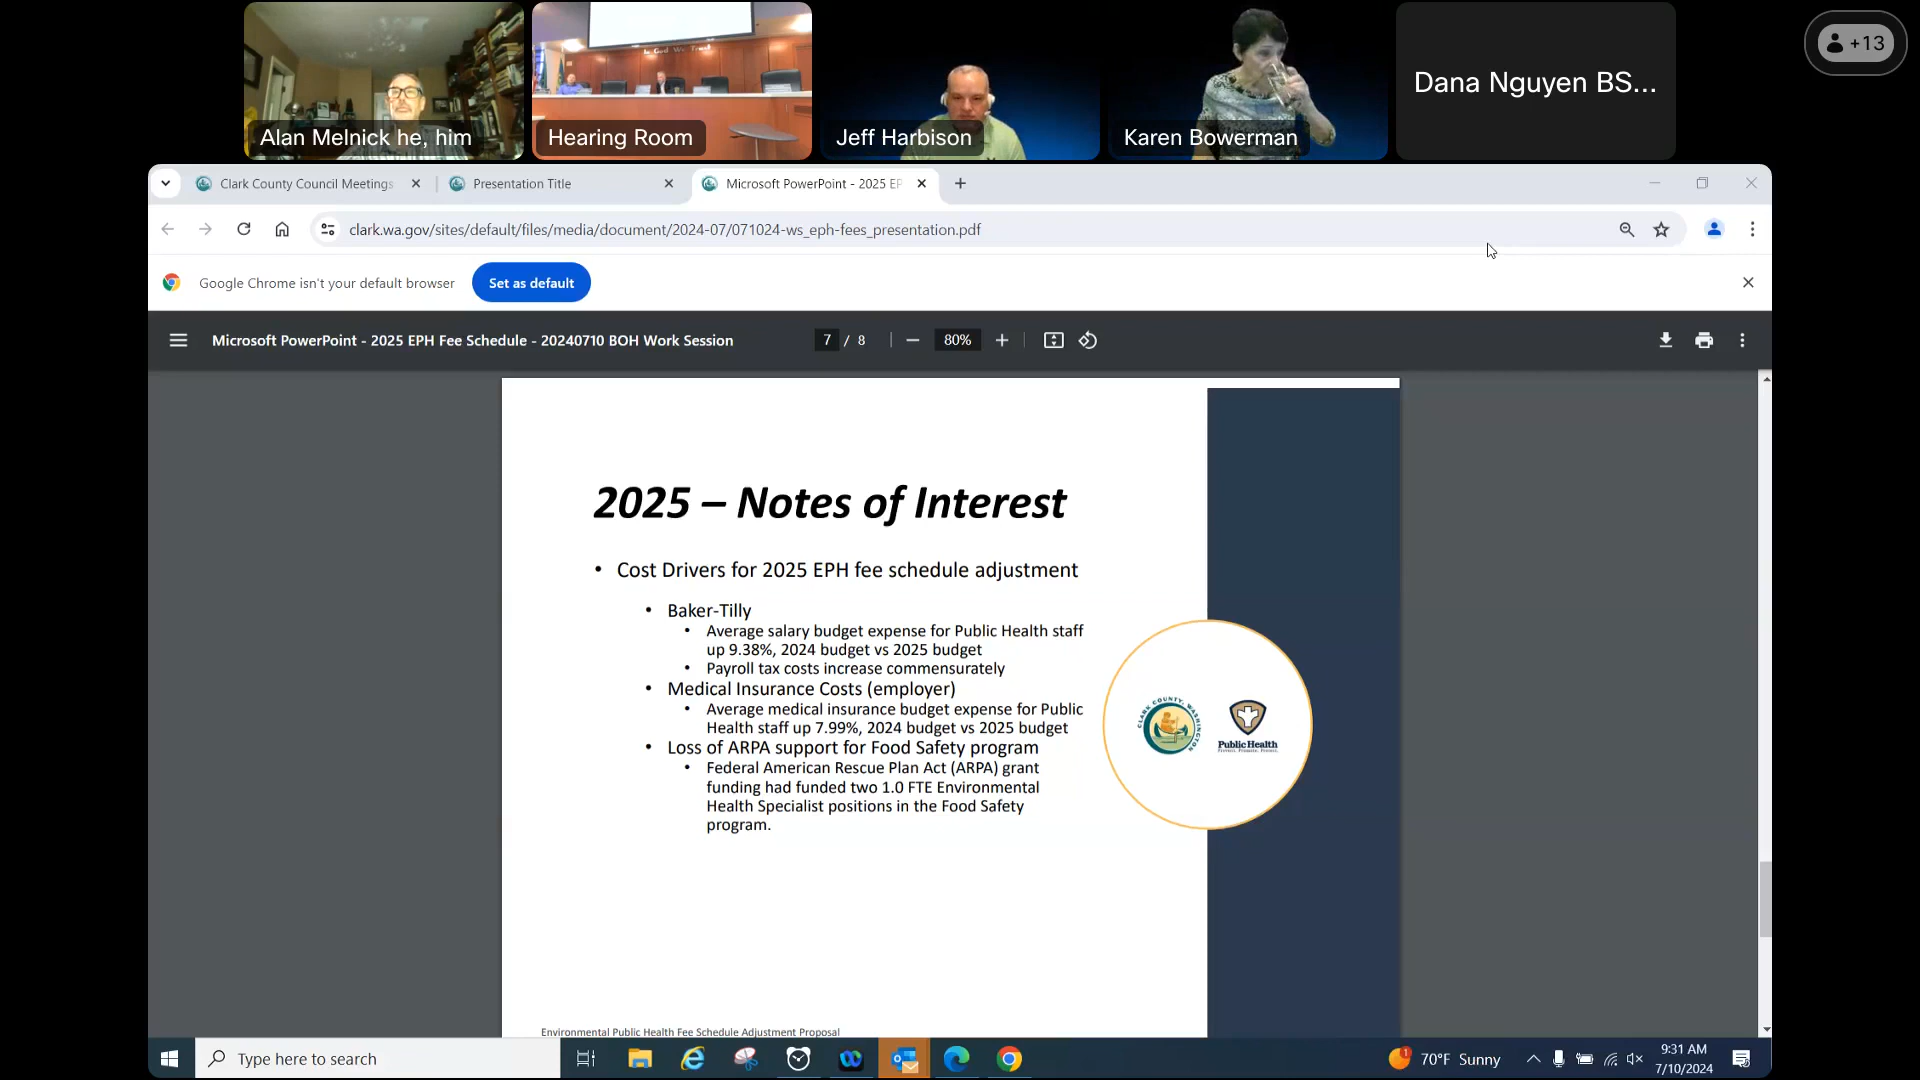 In God We Trust
+13
Alan Melnick he, him
Hearing Room
Jeff Harbison
Karen Bowerman
Dana Nguyen BS...
Clark County Council Meetings
Presentation Title
Microsoft PowerPoint - 2025 EP
clark.wa.gov/sites/default/files/media/document/2024-07/071024-ws_eph-fees_presentation.pdf
Google Chrome isn't your default browser
Set as default
Microsoft PowerPoint - 2025 EPH Fee Schedule - 20240710 BOH Work Session
7 / 8
80%
2025 – Notes of Interest
• Cost Drivers for 2025 EPH fee schedule adjustment
• Baker-Tilly
• Average salary budget expense for Public Health staff
up 9.38%, 2024 budget vs 2025 budget
• Payroll tax costs increase commensurately
• Medical Insurance Costs (employer)
• Average medical insurance budget expense for Public
Health staff up 7.99%, 2024 budget vs 2025 budget
• Loss of ARPA support for Food Safety program
• Federal American Rescue Plan Act (ARPA) grant
funding had funded two 1.0 FTE Environmental
Health Specialist positions in the Food Safety
program.
CLARK COUNTY, WASHINGTON
Public Health
Environmental Public Health Fee Schedule Adjustment Proposal
Type here to search
1
70°F Sunny
9:31 AM
7/10/2024